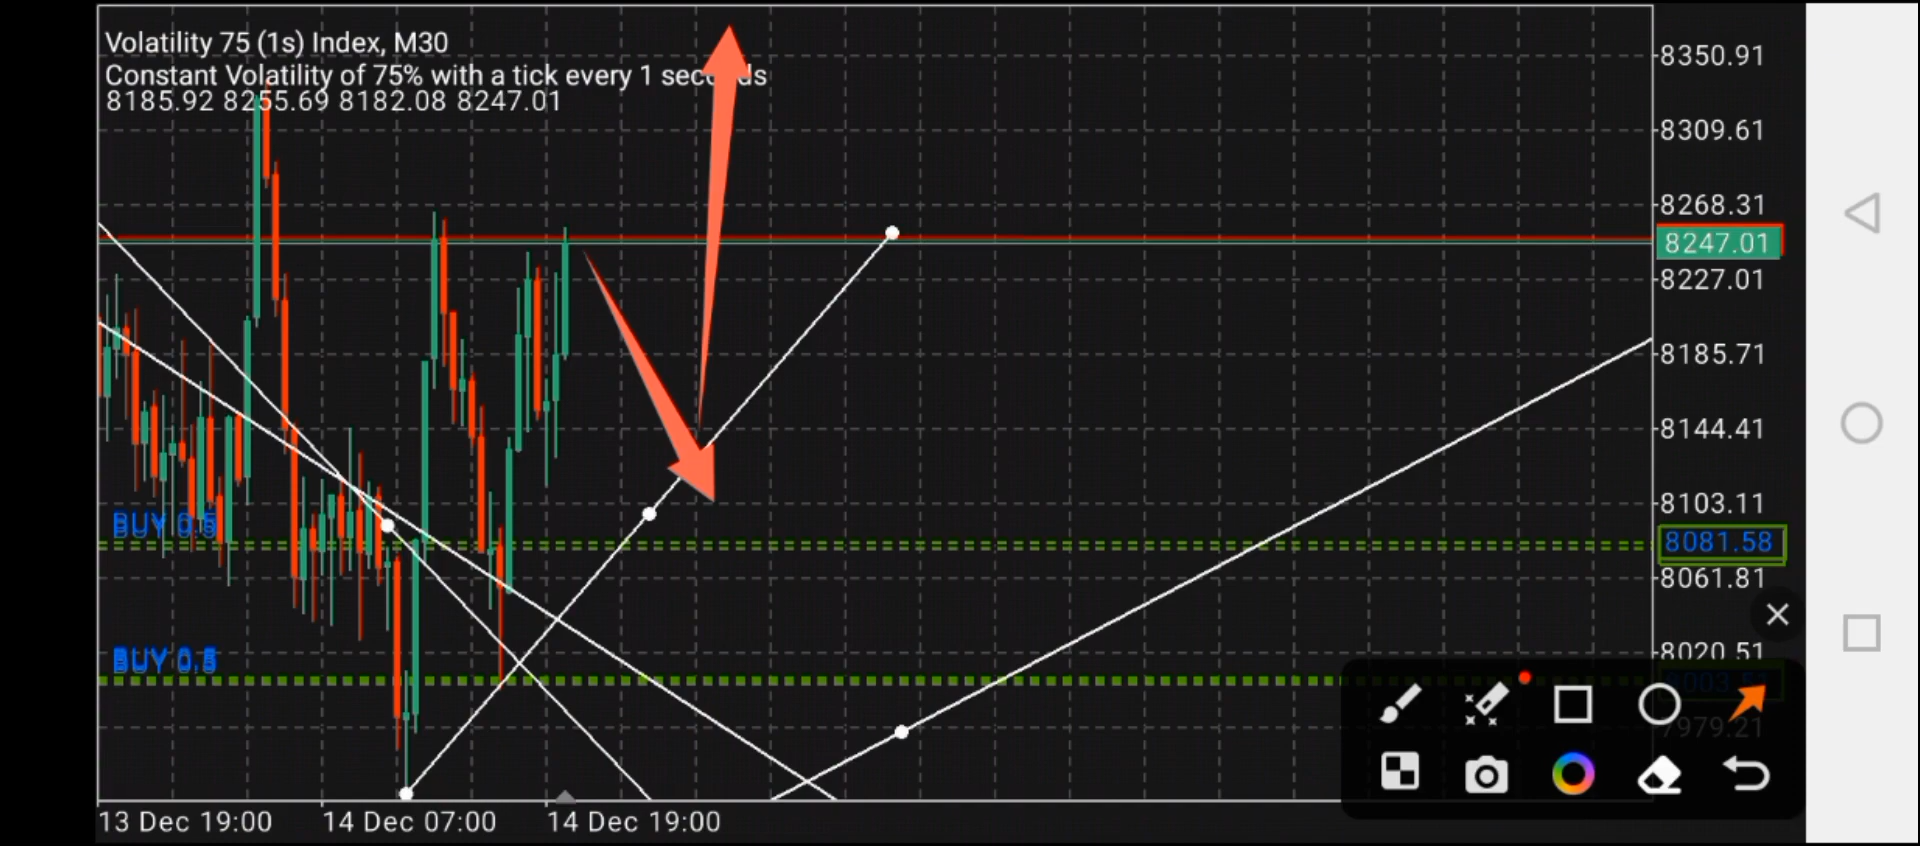 Volatility 75 (1s) Index, M30
Constant Volatility of 75% with a tick every 1 seconds
8185.92 8255.69 8182.08 8247.01
8350.91
8309.61
8268.31
8247.01
8227.01
8185.71
8144.41
8103.11
BUY 0.5
8081.58
8061.81
8020.51
BUY 0.5
7979.21
13 Dec 19:00 14 Dec 07:00 14 Dec 19:00